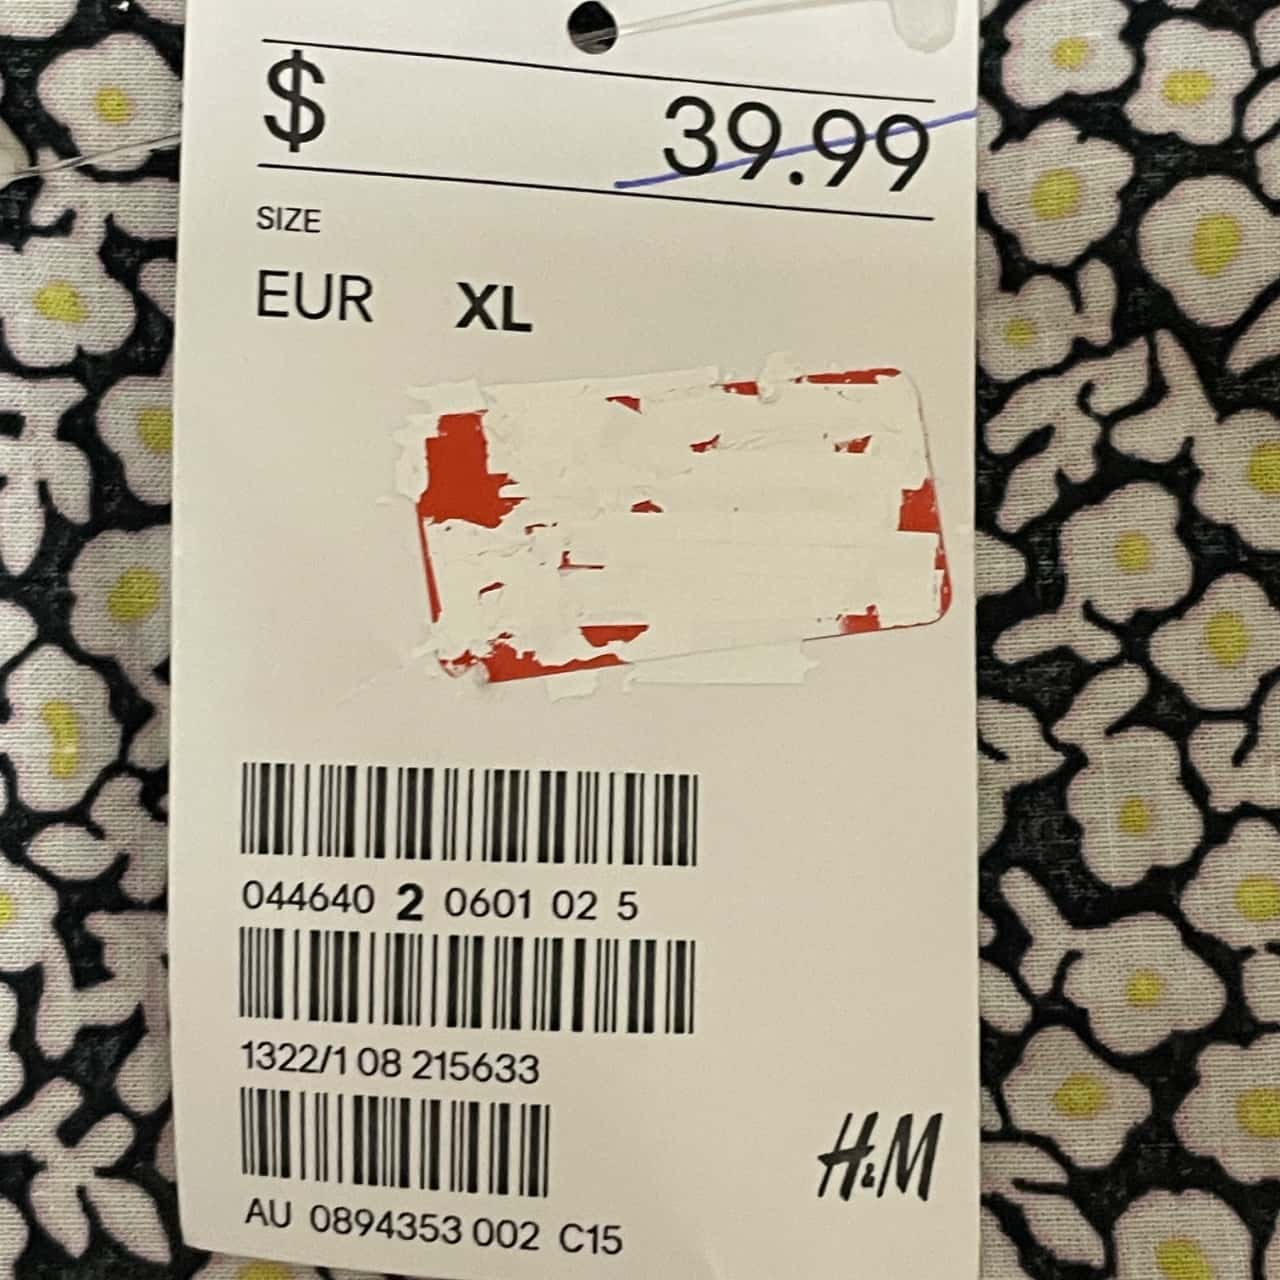 $ 39.99
SIZE
EUR XL
044640 2 0601 02 5
1322/1 08 215633
H&M
AU 0894353 002 C15